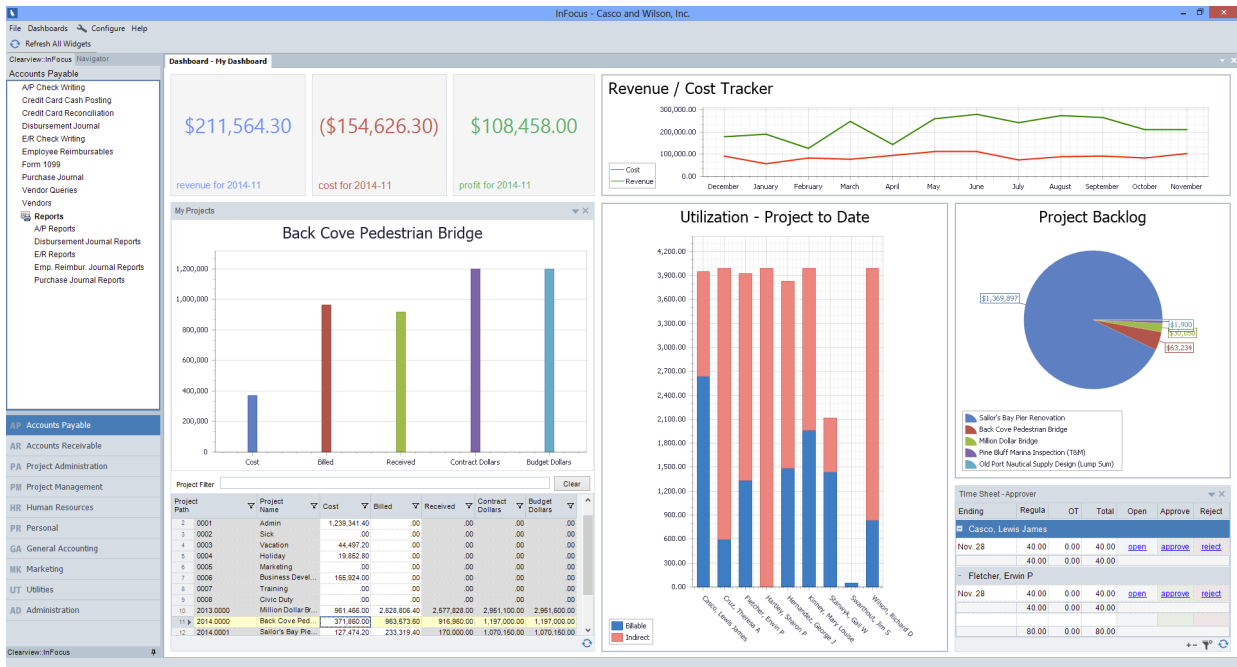 InFocus - Casco and Wilson, Inc.
File Dashboards Configure Help
Refresh All Widgets
Clearview::InFocus Navigator
Accounts Payable
A/P Check Writing
Credit Card Cash Posting
Credit Card Reconciliation
Disbursement Journal
E/R Check Writing
Employee Reimbursables
Form 1099
Purchase Journal
Vendor Queries
Vendors
Reports
A/P Reports
Disbursement Journal Reports
E/R Reports
Emp. Reimbur. Journal Reports
Purchase Journal Reports
AP Accounts Payable
AR Accounts Receivable
PA Project Administration
PM Project Management
HR Human Resources
PR Personal
GA General Accounting
MK Marketing
UT Utilities
AD Administration
Clearview::InFocus
Dashboard - My Dashboard
$211,564.30
revenue for 2014-11
($154,626.30)
cost for 2014-11
$108,458.00
profit for 2014-11
Revenue / Cost Tracker
300,000.00
200,000.00
100,000.00
0.00
Cost
Revenue
December January February March April May June July August September October November
My Projects
Back Cove Pedestrian Bridge
1,200,000
1,000,000
800,000
600,000
400,000
200,000
0
Cost Billed Received Contract Dollars Budget Dollars
Project Filter Clear
Project Path Project Name Cost Billed Received Contract Dollars Budget Dollars
2 0001 Admin 1,239,341.40 .00 .00 .00 .00
3 0002 Sick .00 .00 .00 .00 .00
4 0003 Vacation 44,497.20 .00 .00 .00 .00
5 0004 Holiday 19,852.80 .00 .00 .00 .00
6 0005 Marketing .00 .00 .00 .00 .00
7 0006 Business Devel... 165,924.00 .00 .00 .00 .00
8 0007 Training .00 .00 .00 .00 .00
9 0008 Civic Duty .00 .00 .00 .00 .00
10 2013.0000 Million Dollar Br... 961,466.00 2,628,806.40 2,577,828.00 2,951,100.00 2,951,600.00
11 2014.0000 Back Cove Ped... 371,860.00 963,573.60 915,960.00 1,197,000.00 1,197,000.00
12 2014.0001 Sailor's Bay Pie... 127,474.20 233,319.40 170,000.00 1,070,150.00 1,070,150.00
Utilization - Project to Date
4,200.00
3,900.00
3,600.00
3,300.00
3,000.00
2,700.00
2,400.00
2,100.00
1,800.00
1,500.00
1,200.00
900.00
600.00
300.00
0.00
Casco, Lewis James
Cruz, Theresa A
Fletcher, Erwin P
Hartley, Sharon P
Hernandez, George J
Kinney, Mary Louise
Stanwyk, Gail W
Swarthout, Jim S
Wilson, Richard D
Billable
Indirect
Project Backlog
$1,369,897
$1,900
$30,050
$63,234
Sailor's Bay Pier Renovation
Back Cove Pedestrian Bridge
Million Dollar Bridge
Pine Bluff Marina Inspection (T&M)
Old Port Nautical Supply Design (Lump Sum)
Time Sheet - Approver
Ending Regula OT Total Open Approve Reject
Casco, Lewis James
Nov. 28 40.00 0.00 40.00 open approve reject
40.00 0.00 40.00
Fletcher, Erwin P
Nov. 28 40.00 0.00 40.00 open approve reject
40.00 0.00 40.00
80.00 0.00 80.00